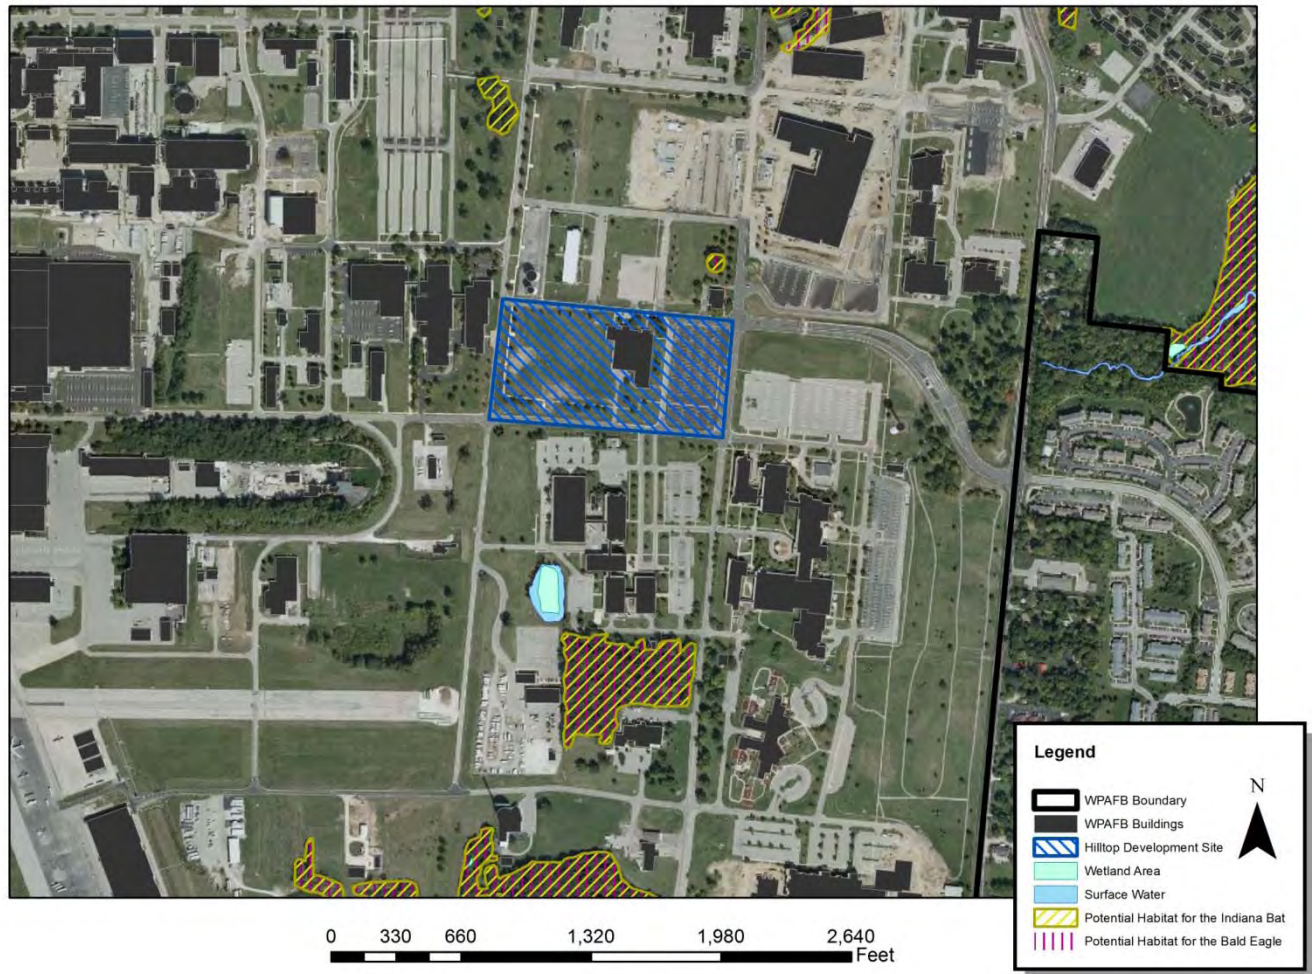 Legend
N
WPAFB Boundary
WPAFB Buildings
Hilltop Development Site
Wetland Area
Surface Water
Potential Habitat for the Indiana Bat
Potential Habitat for the Bald Eagle
0 330 660 1,320 1,980 2,640
Feet